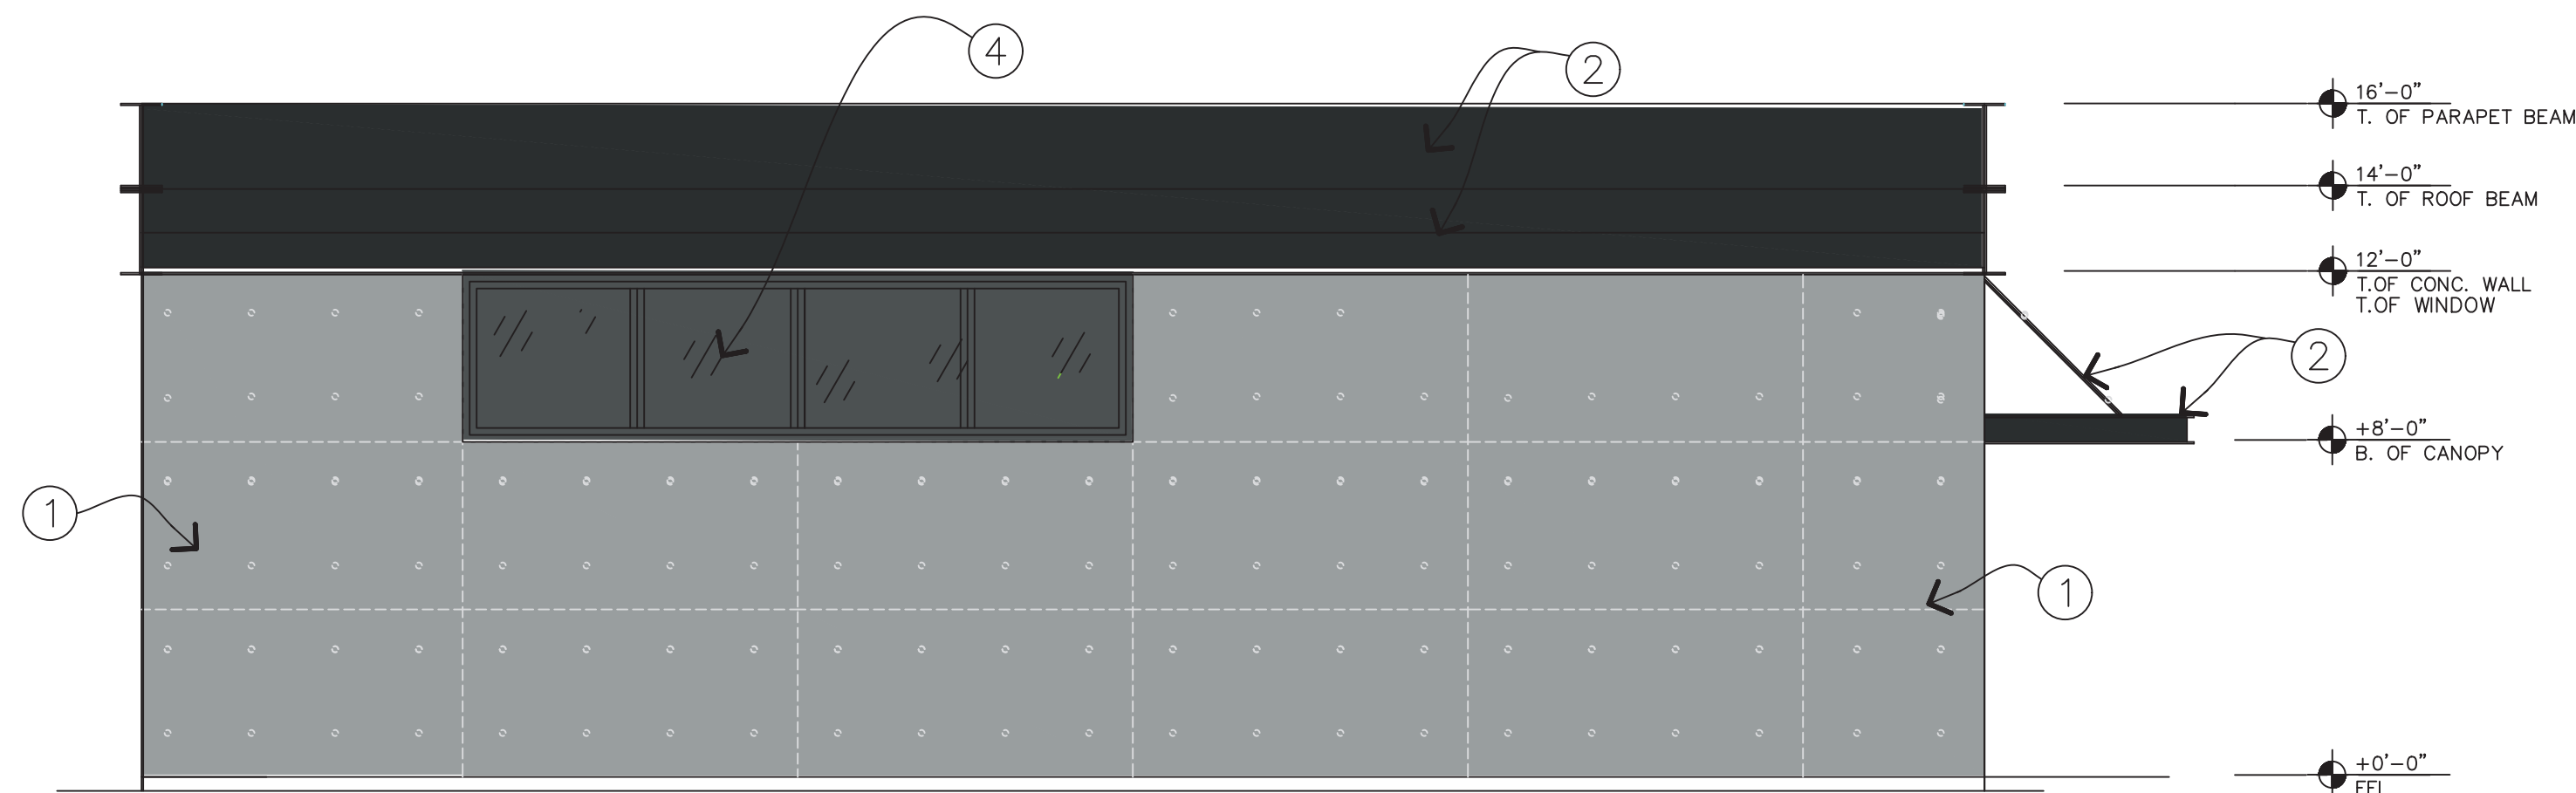 4
2
16'-0"
T. OF PARAPET BEAM
14'-0"
T. OF ROOF BEAM
12'-0"
T.OF CONC. WALL
T.OF WINDOW
2
+8'-0"
B. OF CANOPY
1
1
+0'-0"